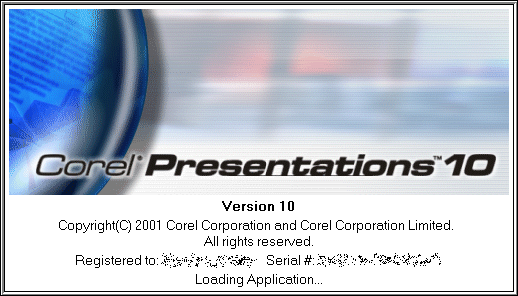 Corel® Presentations™ 10
Version 10
Copyright(C) 2001 Corel Corporation and Corel Corporation Limited.
All rights reserved.
Registered to: Serial #:
Loading Application...